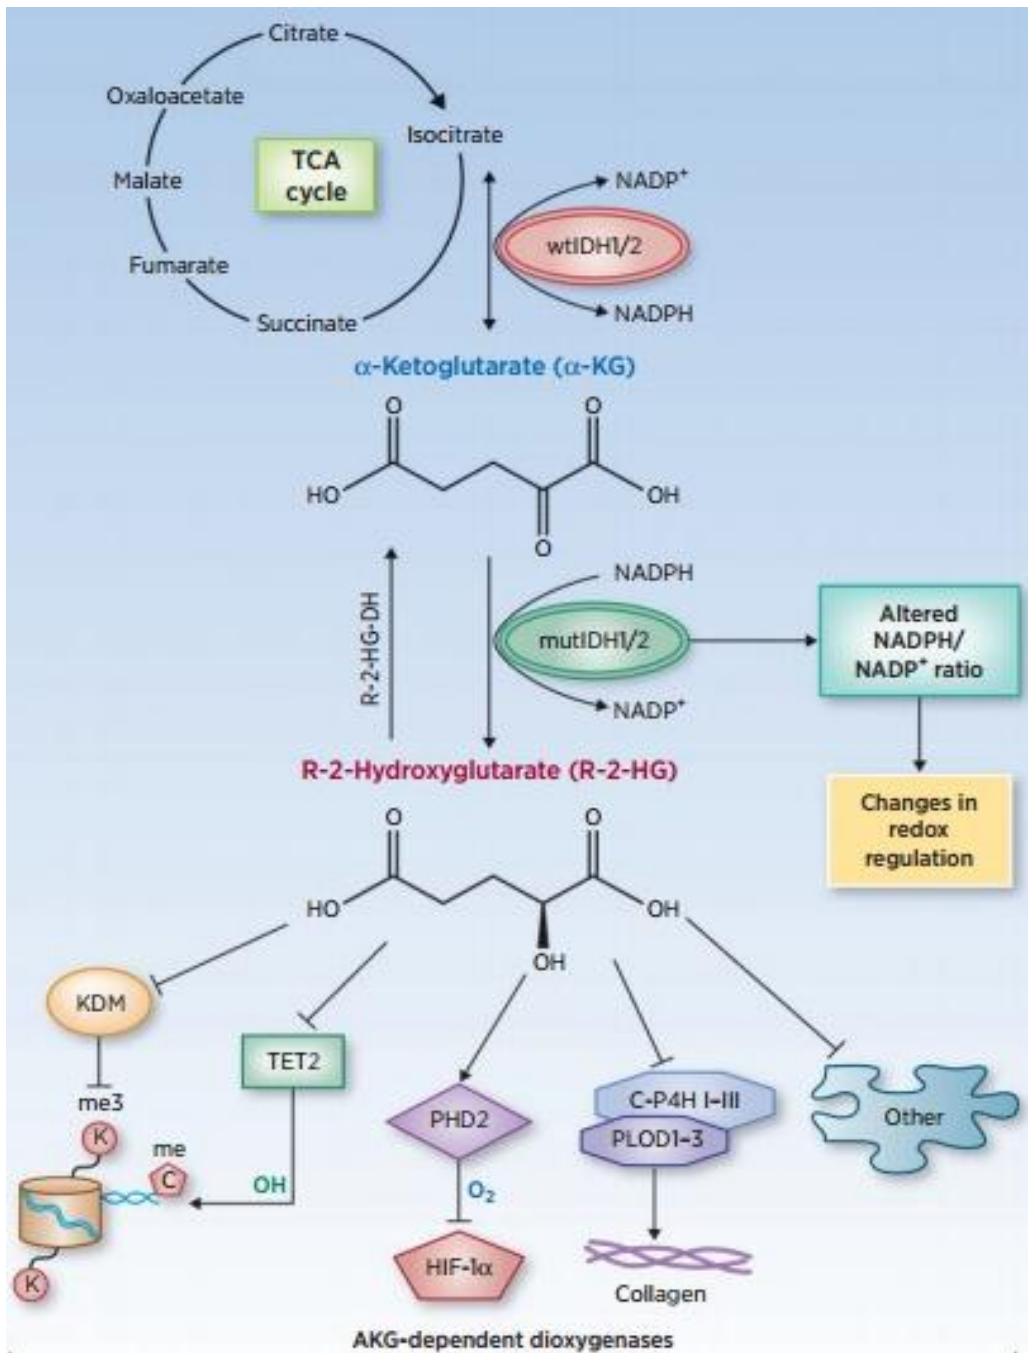 Citrate
Oxaloacetate
Isocitrate
TCA
cycle
Malate
NADP⁺
wtIDH1/2
Fumarate
NADPH
Succinate
α-Ketoglutarate (α-KG)
O
O
HO
OH
O
NADPH
R-2-HG-DH
mutIDH1/2
Altered
NADPH/
NADP⁺ ratio
NADP⁺
R-2-Hydroxyglutarate (R-2-HG)
Changes in
redox
regulation
O
O
HO
OH
OH
KDM
TET2
me3
PHD2
C-P4H I–III
PLOD1–3
Other
K
me
C
OH
O₂
K
HIF-1α
Collagen
AKG-dependent dioxygenases